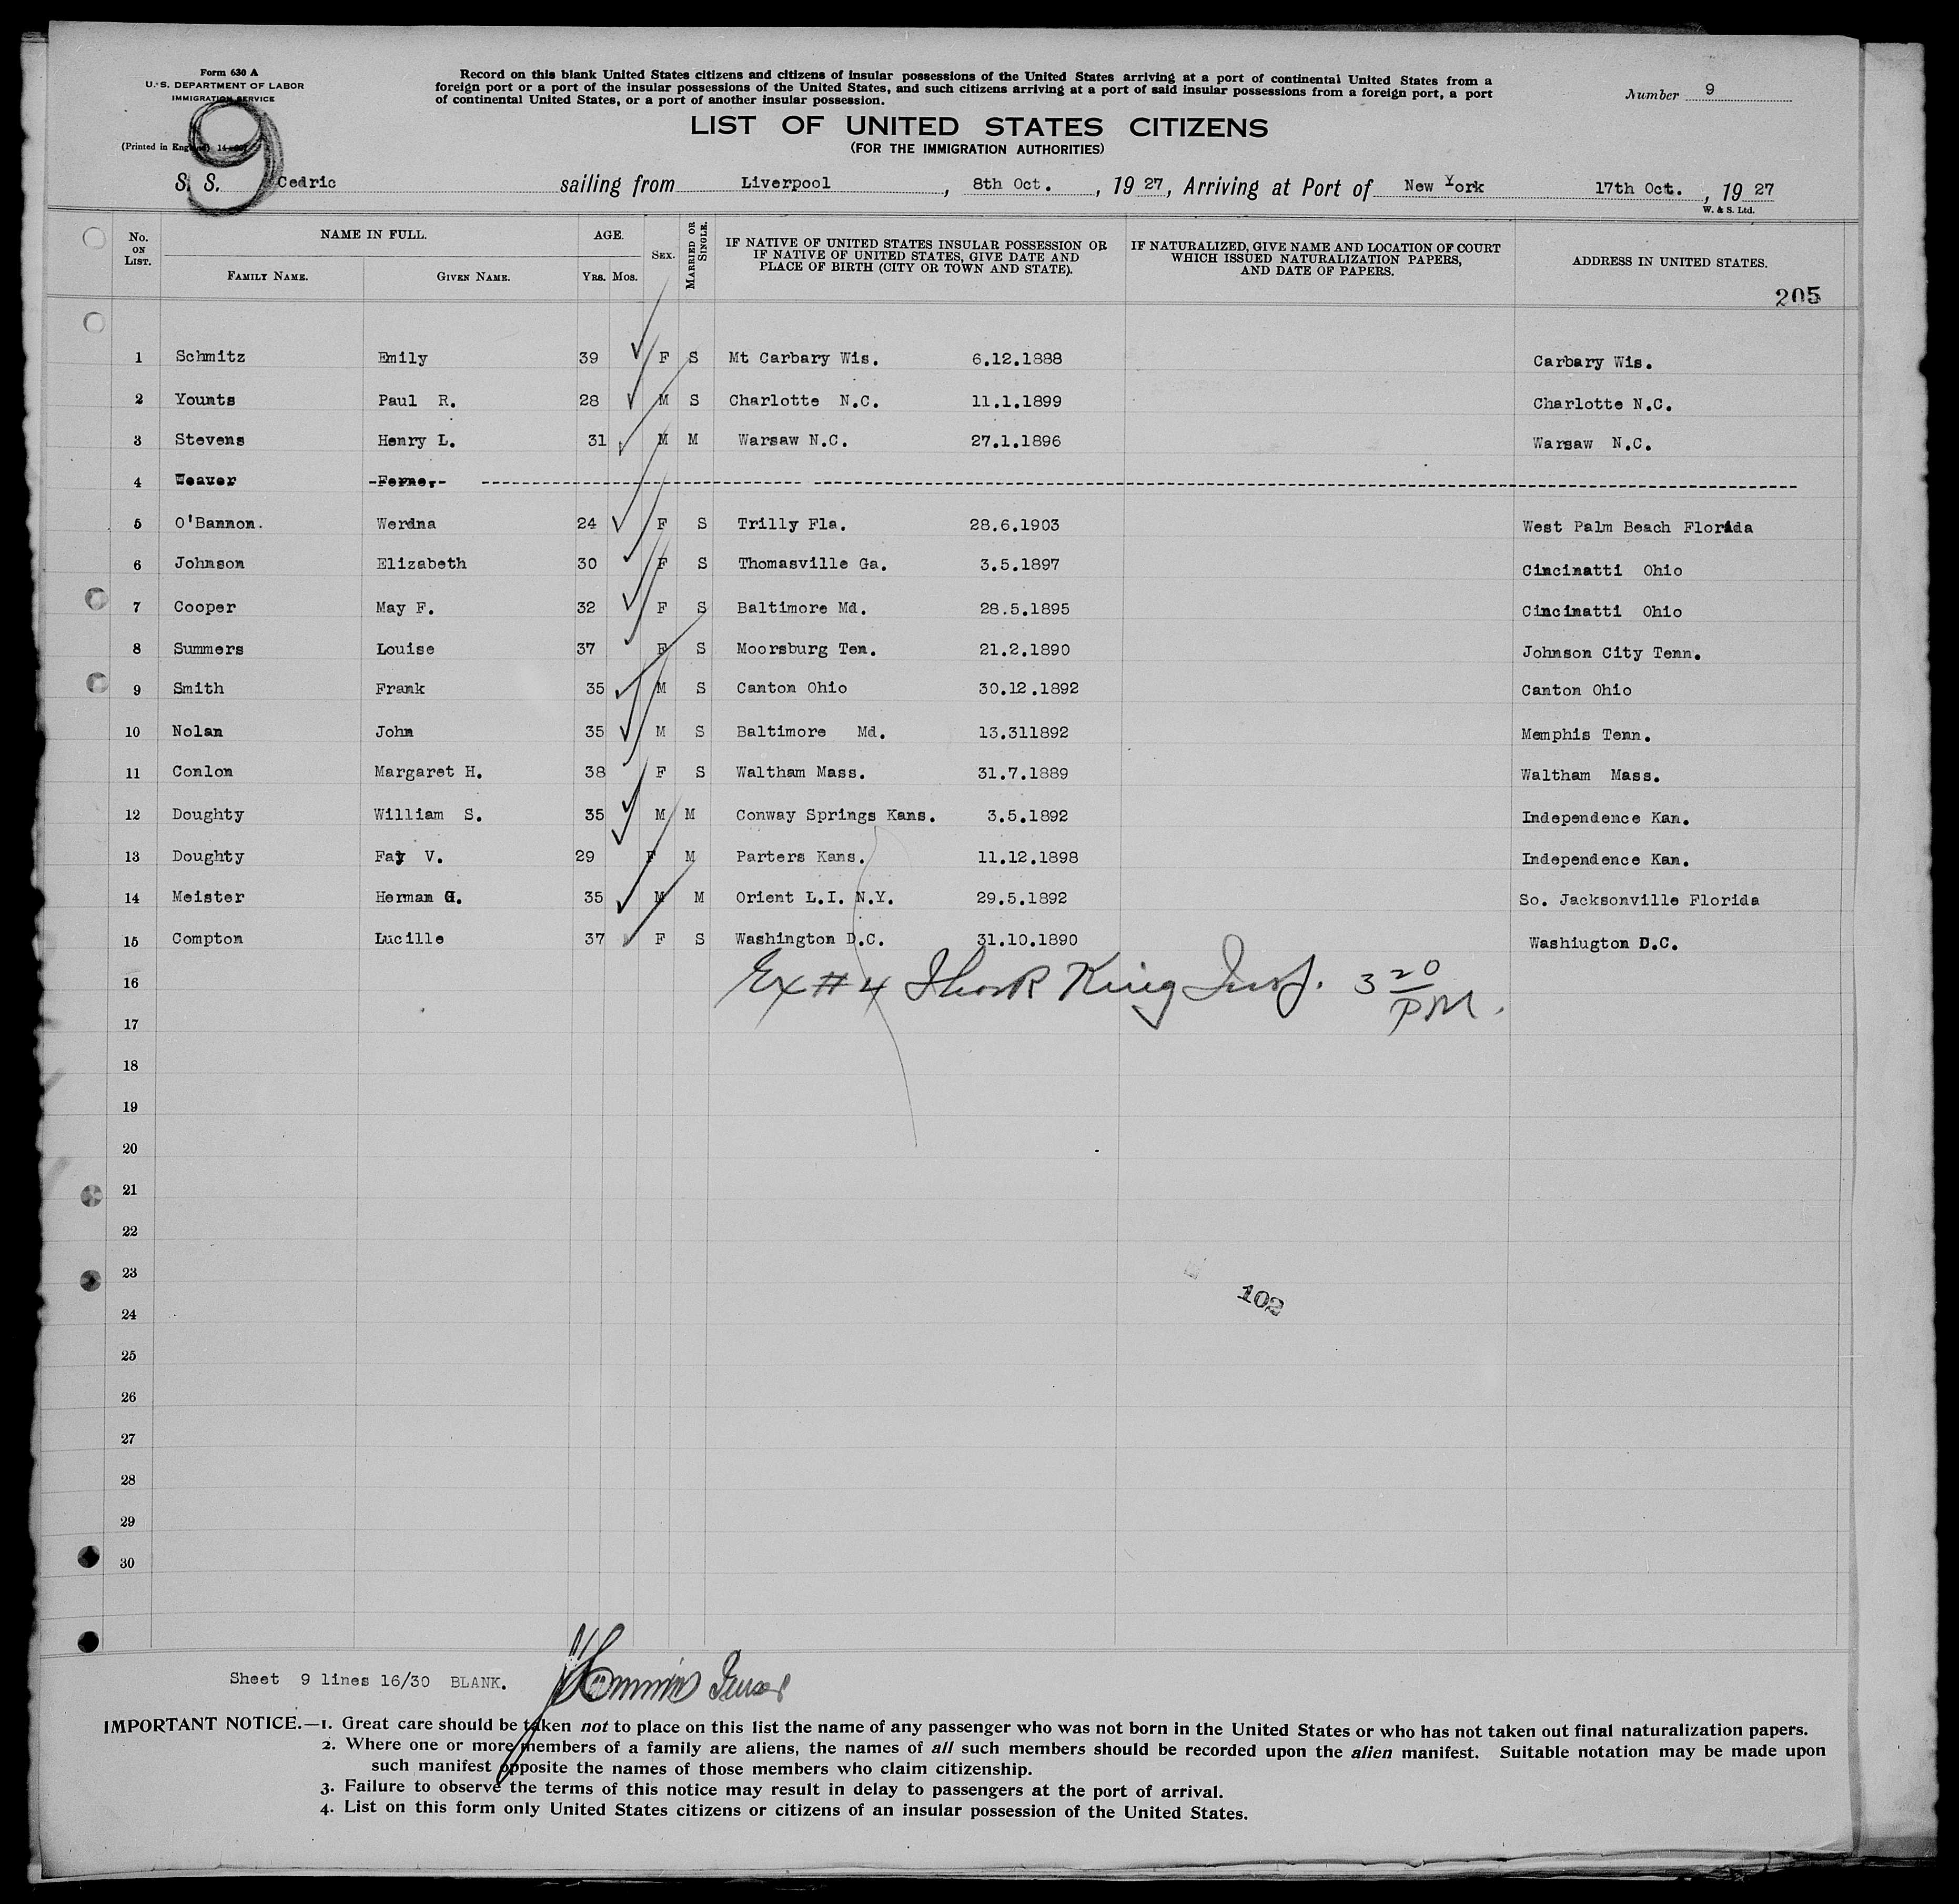 Form 630 A
U. S. DEPARTMENT OF LABOR
IMMIGRATION SERVICE
(Printed in England)
9
Record on this blank United States citizens and citizens of insular possessions of the United States arriving at a port of continental United States from a
foreign port or a port of the insular possessions of the United States, and such citizens arriving at a port of said insular possessions from a foreign port, a port
of continental United States, or a port of another insular possession.
Number 9
LIST OF UNITED STATES CITIZENS
(FOR THE IMMIGRATION AUTHORITIES)
S. S. Cedric sailing from Liverpool, 8th Oct., 1927, Arriving at Port of New York 17th Oct., 1927
W. & S. Ltd.
No. ON LIST. NAME IN FULL. FAMILY NAME. GIVEN NAME. AGE. YRS. MOS. SEX. MARRIED OR SINGLE. IF NATIVE OF UNITED STATES INSULAR POSSESSION OR IF NATIVE OF UNITED STATES, GIVE DATE AND PLACE OF BIRTH (CITY OR TOWN AND STATE). IF NATURALIZED, GIVE NAME AND LOCATION OF COURT WHICH ISSUED NATURALIZATION PAPERS, AND DATE OF PAPERS. ADDRESS IN UNITED STATES.
205
1 Schmitz Emily 39 F S Mt Carbary Wis. 6.12.1888 Carbary Wis.
2 Younts Paul R. 28 M S Charlotte N.C. 11.1.1899 Charlotte N.C.
3 Stevens Henry L. 31 M M Warsaw N.C. 27.1.1896 Warsaw N.C.
4 Weaver -Ferne.-
5 O'Bannon. Werdna 24 F S Trilly Fla. 28.6.1903 West Palm Beach Florida
6 Johnson Elizabeth 30 F S Thomasville Ga. 3.5.1897 Cincinatti Ohio
7 Cooper May F. 32 F S Baltimore Md. 28.5.1895 Cincinatti Ohio
8 Summers Louise 37 F S Moorsburg Ten. 21.2.1890 Johnson City Tenn.
9 Smith Frank 35 M S Canton Ohio 30.12.1892 Canton Ohio
10 Nolan John 35 M S Baltimore Md. 13.311892 Memphis Tenn.
11 Conlon Margaret H. 38 F S Waltham Mass. 31.7.1889 Waltham Mass.
12 Doughty William S. 35 M M Conway Springs Kans. 3.5.1892 Independence Kan.
13 Doughty Fay V. 29 F M Parters Kans. 11.12.1898 Independence Kan.
14 Meister Herman G. 35 M M Orient L.I. N.Y. 29.5.1892 So. Jacksonville Florida
15 Compton Lucille 37 F S Washington D.C. 31.10.1890 Washiugton D.C.
16 Ex #4 King 3 20 PM.
17
18
19
20
21
22
23
24
102
25
26
27
28
29
30
Sheet 9 lines 16/30 BLANK.
IMPORTANT NOTICE.—1. Great care should be taken not to place on this list the name of any passenger who was not born in the United States or who has not taken out final naturalization papers.
2. Where one or more members of a family are aliens, the names of all such members should be recorded upon the alien manifest. Suitable notation may be made upon
such manifest opposite the names of those members who claim citizenship.
3. Failure to observe the terms of this notice may result in delay to passengers at the port of arrival.
4. List on this form only United States citizens or citizens of an insular possession of the United States.